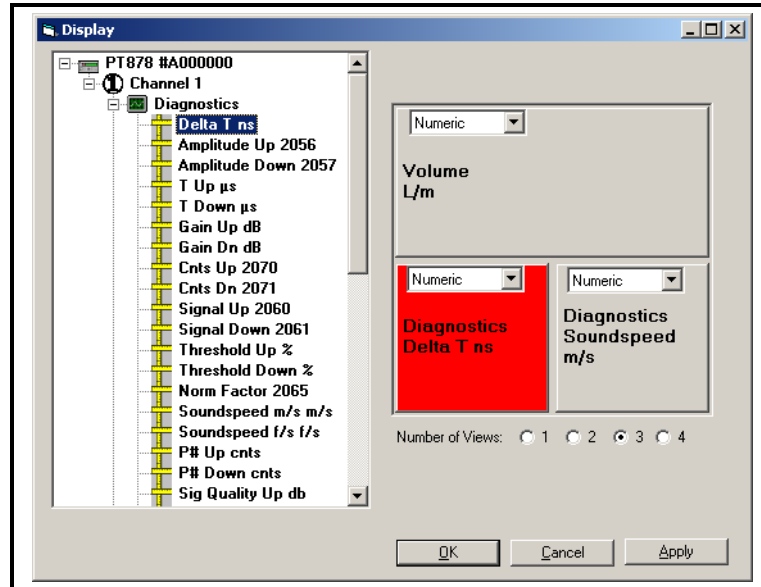 Display
PT878 #A000000
1 Channel 1
Diagnostics
Delta T ns
Amplitude Up 2056
Amplitude Down 2057
T Up µs
T Down µs
Gain Up dB
Gain Dn dB
Cnts Up 2070
Cnts Dn 2071
Signal Up 2060
Signal Down 2061
Threshold Up %
Threshold Down %
Norm Factor 2065
Soundspeed m/s m/s
Soundspeed f/s f/s
P# Up cnts
P# Down cnts
Sig Quality Up db
Numeric
Volume
L/m
Numeric
Diagnostics
Delta T ns
Numeric
Diagnostics
Soundspeed
m/s
Number of Views: 1 2 3 4
OK Cancel Apply